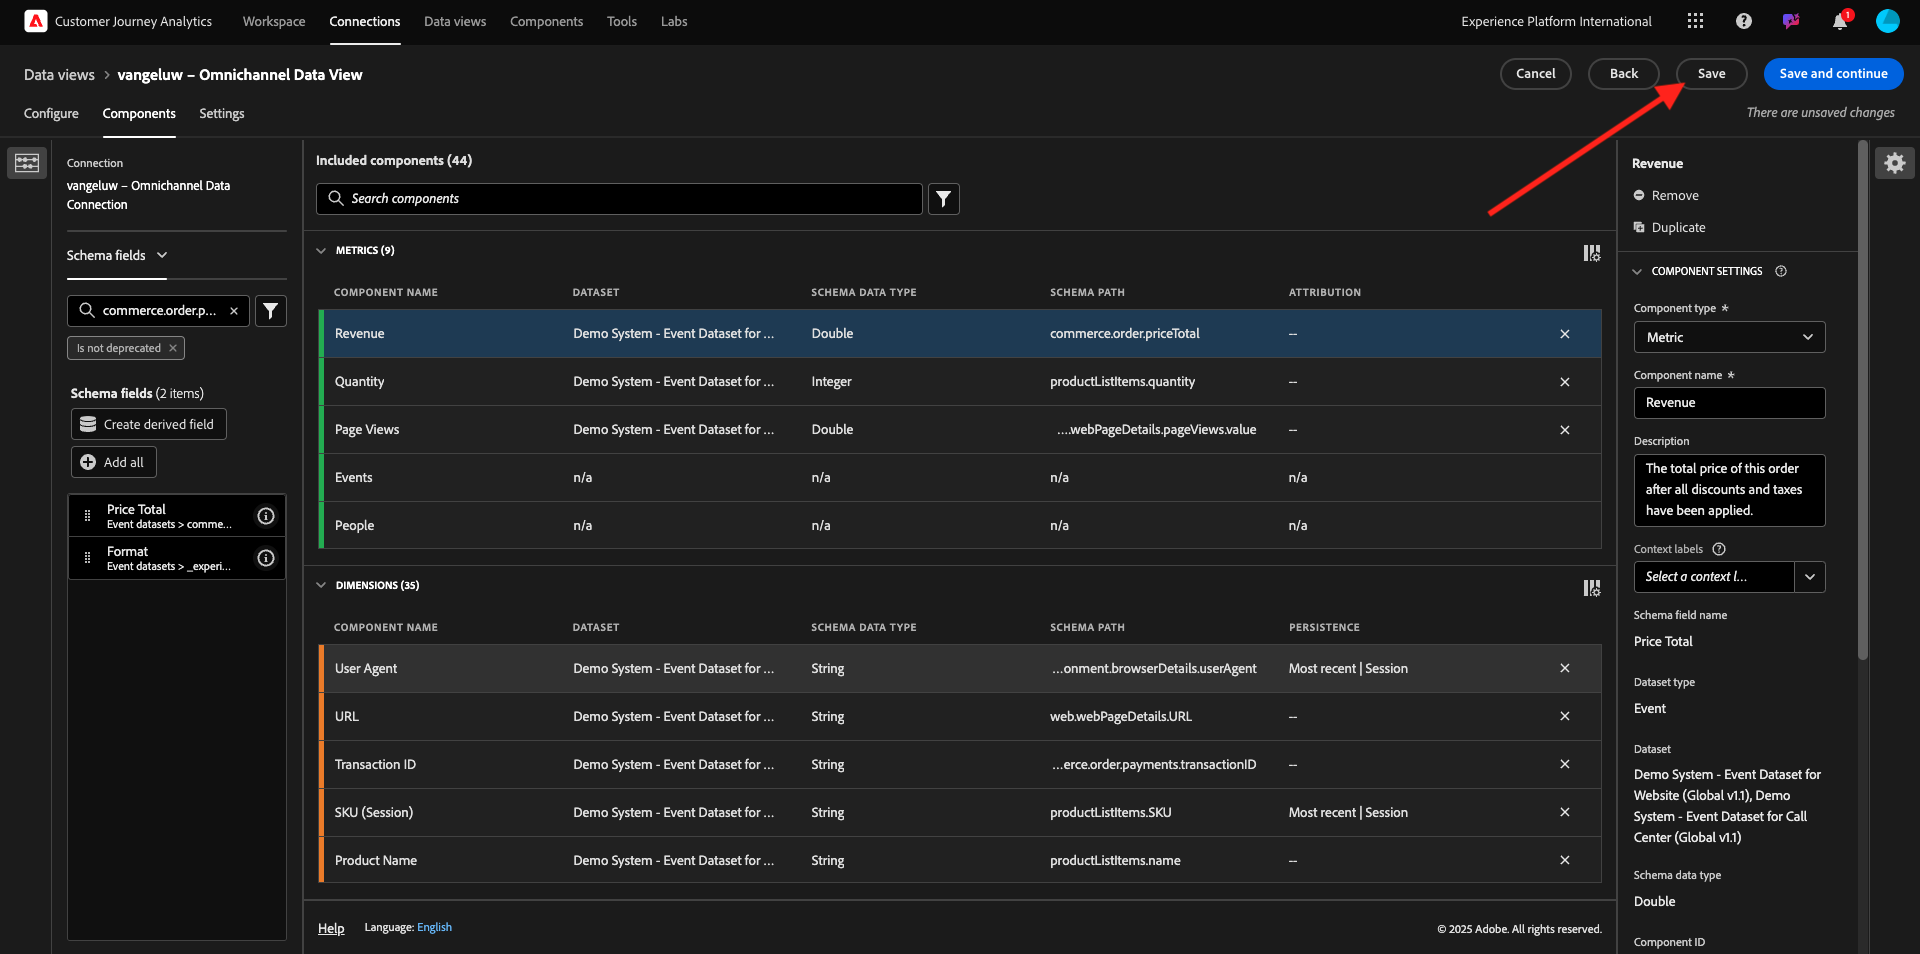 Customer Journey Analytics
Workspace
Connections
Data views
Components
Tools
Labs
Experience Platform International
1
Data views > vangeluw – Omnichannel Data View
Cancel
Back
Save
Save and continue
Configure
Components
Settings
There are unsaved changes
Connection
vangeluw – Omnichannel Data
Connection
Schema fields
commerce.order.p...
Is not deprecated
Schema fields (2 items)
Create derived field
Add all
Price Total
Event datasets > comme...
Format
Event datasets > _experi...
Included components (44)
Search components
METRICS (9)
COMPONENT NAME DATASET SCHEMA DATA TYPE SCHEMA PATH ATTRIBUTION
Revenue Demo System - Event Dataset for ... Double commerce.order.priceTotal --
Quantity Demo System - Event Dataset for ... Integer productListItems.quantity --
Page Views Demo System - Event Dataset for ... Double ....webPageDetails.pageViews.value --
Events n/a n/a n/a n/a
People n/a n/a n/a n/a
DIMENSIONS (35)
COMPONENT NAME DATASET SCHEMA DATA TYPE SCHEMA PATH PERSISTENCE
User Agent Demo System - Event Dataset for ... String ...onment.browserDetails.userAgent Most recent | Session
URL Demo System - Event Dataset for ... String web.webPageDetails.URL --
Transaction ID Demo System - Event Dataset for ... String ...erce.order.payments.transactionID --
SKU (Session) Demo System - Event Dataset for ... String productListItems.SKU Most recent | Session
Product Name Demo System - Event Dataset for ... String productListItems.name --
Help
Language: English
© 2025 Adobe. All rights reserved.
Revenue
Remove
Duplicate
COMPONENT SETTINGS
Component type *
Metric
Component name *
Revenue
Description
The total price of this order
after all discounts and taxes
have been applied.
Context labels
Select a context l...
Schema field name
Price Total
Dataset type
Event
Dataset
Demo System - Event Dataset for
Website (Global v1.1), Demo
System - Event Dataset for Call
Center (Global v1.1)
Schema data type
Double
Component ID